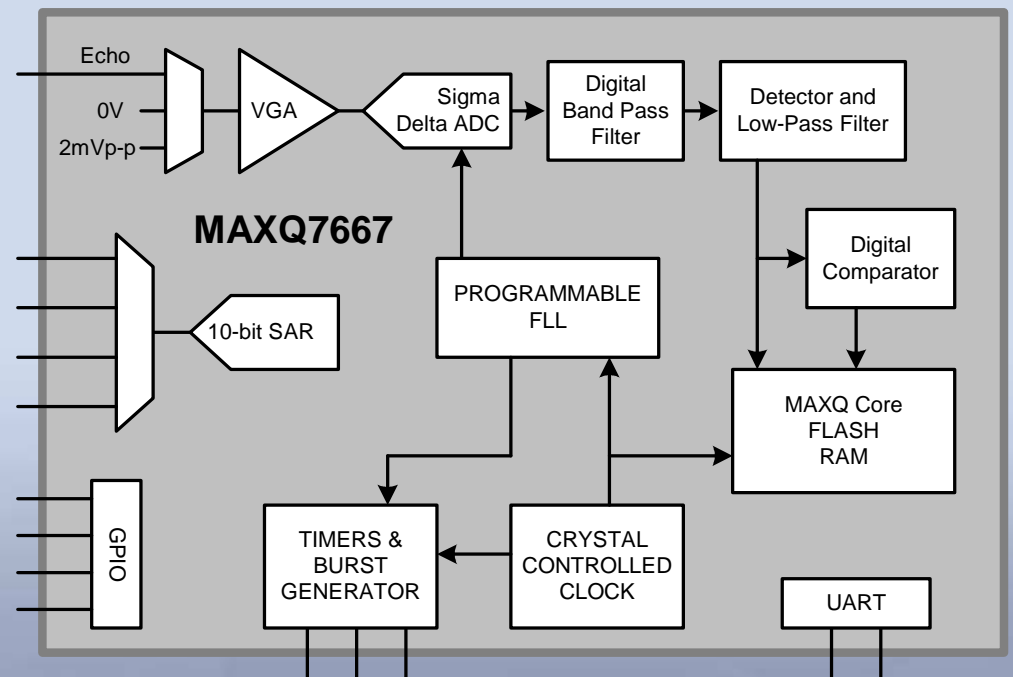 Echo
0V
2mVp-p
VGA
Sigma
Delta ADC
Digital
Band Pass
Filter
Detector and
Low-Pass Filter
MAXQ7667
Digital
Comparator
10-bit SAR
PROGRAMMABLE
FLL
MAXQ Core
FLASH
RAM
GPIO
TIMERS &
BURST
GENERATOR
CRYSTAL
CONTROLLED
CLOCK
UART